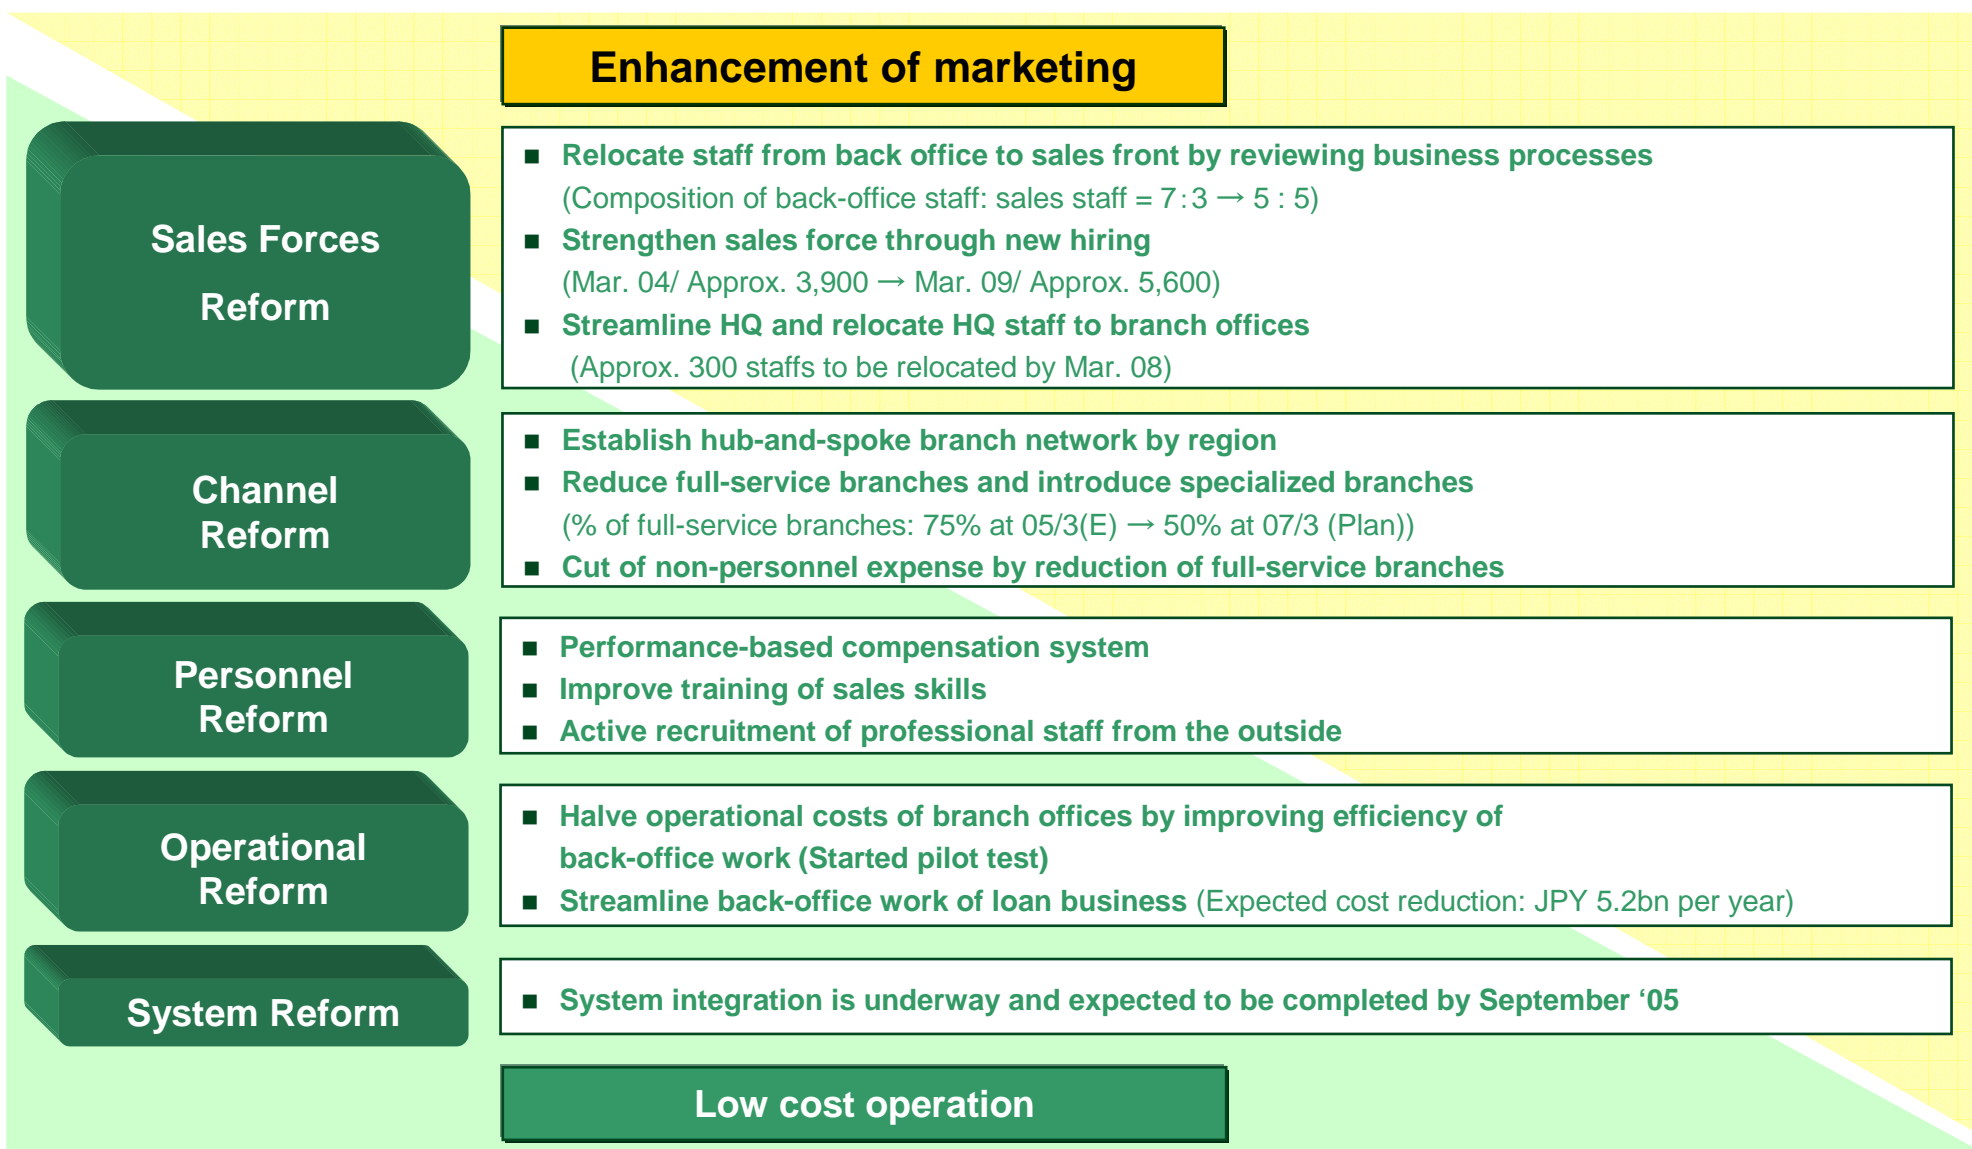 Enhancement of marketing
Sales Forces
Reform
■ Relocate staff from back office to sales front by reviewing business processes
(Composition of back-office staff: sales staff = 7:3 → 5 : 5)
■ Strengthen sales force through new hiring
(Mar. 04/ Approx. 3,900 → Mar. 09/ Approx. 5,600)
■ Streamline HQ and relocate HQ staff to branch offices
(Approx. 300 staffs to be relocated by Mar. 08)
Channel
Reform
■ Establish hub-and-spoke branch network by region
■ Reduce full-service branches and introduce specialized branches
(% of full-service branches: 75% at 05/3(E) → 50% at 07/3 (Plan))
■ Cut of non-personnel expense by reduction of full-service branches
Personnel
Reform
■ Performance-based compensation system
■ Improve training of sales skills
■ Active recruitment of professional staff from the outside
Operational
Reform
■ Halve operational costs of branch offices by improving efficiency of
back-office work (Started pilot test)
■ Streamline back-office work of loan business (Expected cost reduction: JPY 5.2bn per year)
System Reform
■ System integration is underway and expected to be completed by September ‘05
Low cost operation